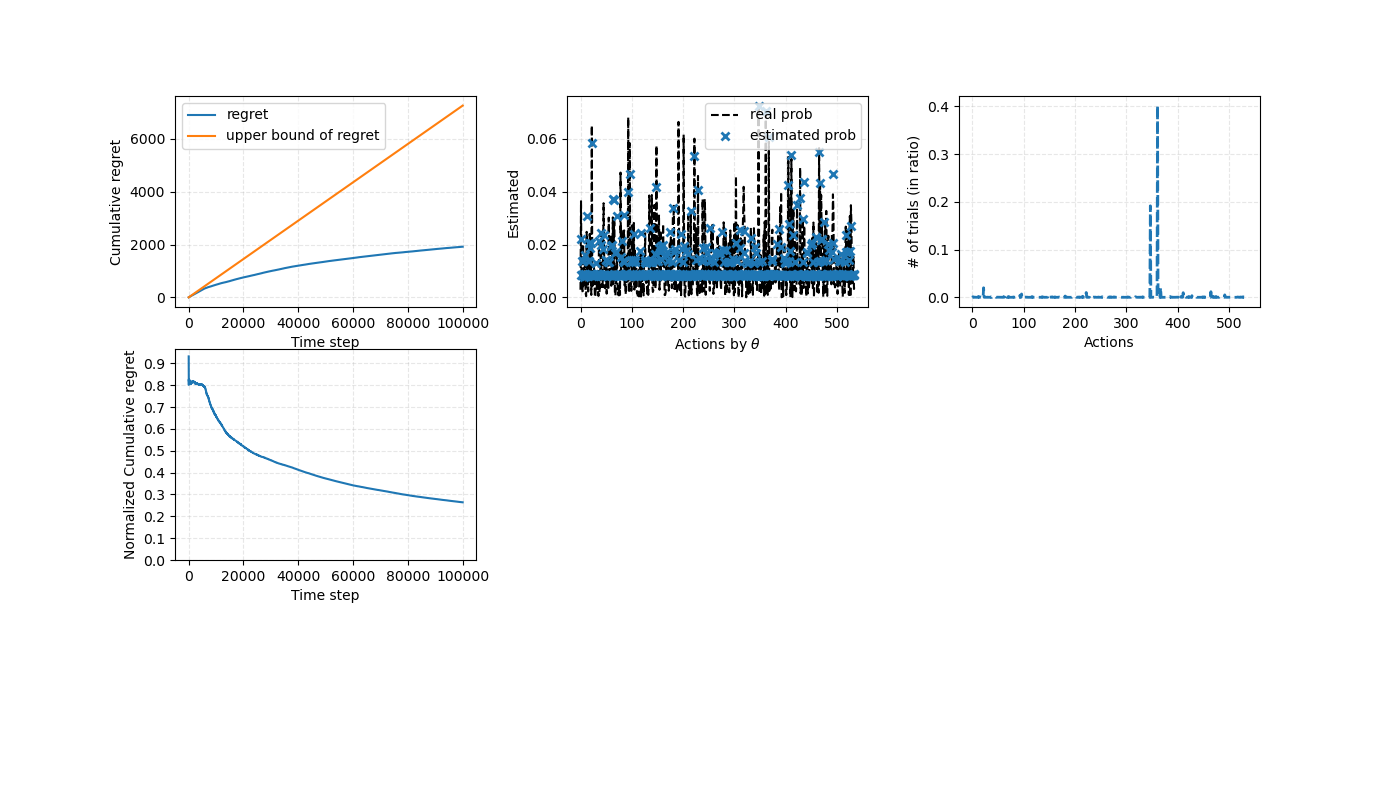 Cumulative regret
6000
4000
2000
0
regret
upper bound of regret
0 20000 40000 60000 80000 100000
Time step
Estimated
0.06
0.04
0.02
0.00
real prob
estimated prob
0 100 200 300 400 500
Actions by θ
# of trials (in ratio)
0.4
0.3
0.2
0.1
0.0
0 100 200 300 400 500
Actions
Normalized Cumulative regret
0.9
0.8
0.7
0.6
0.5
0.4
0.3
0.2
0.1
0.0
0 20000 40000 60000 80000 100000
Time step